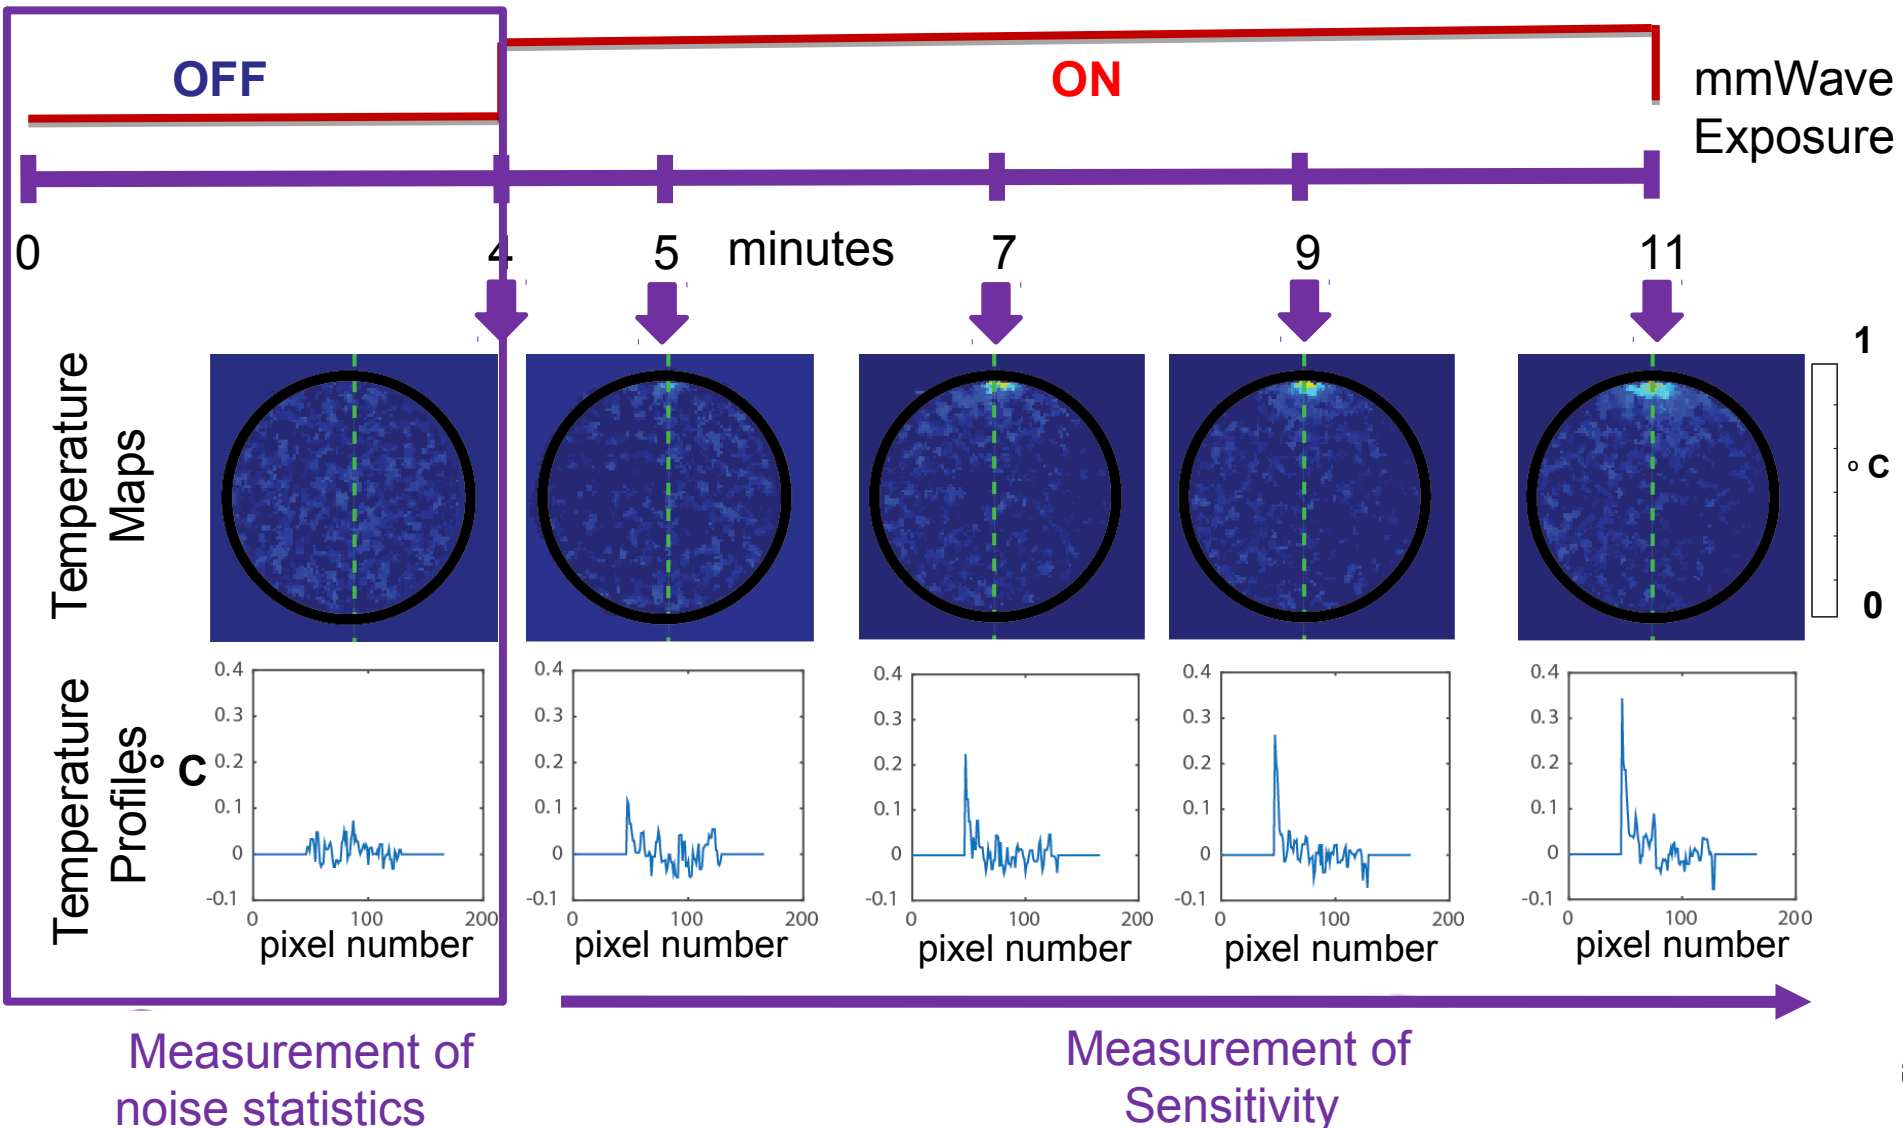 OFF
ON
mmWave
Exposure
0
4
5
minutes
7
9
11
Temperature
Maps
1
° C
0
Temperature
Profiles
° C
0.4
0.3
0.2
0.1
0
-0.1
0
100
200
pixel number
0.4
0.3
0.2
0.1
0
-0.1
0
100
200
pixel number
0.4
0.3
0.2
0.1
0
-0.1
0
100
200
pixel number
0.4
0.3
0.2
0.1
0
-0.1
0
100
200
pixel number
0.4
0.3
0.2
0.1
0
-0.1
0
100
200
pixel number
Measurement of
noise statistics
Measurement of
Sensitivity